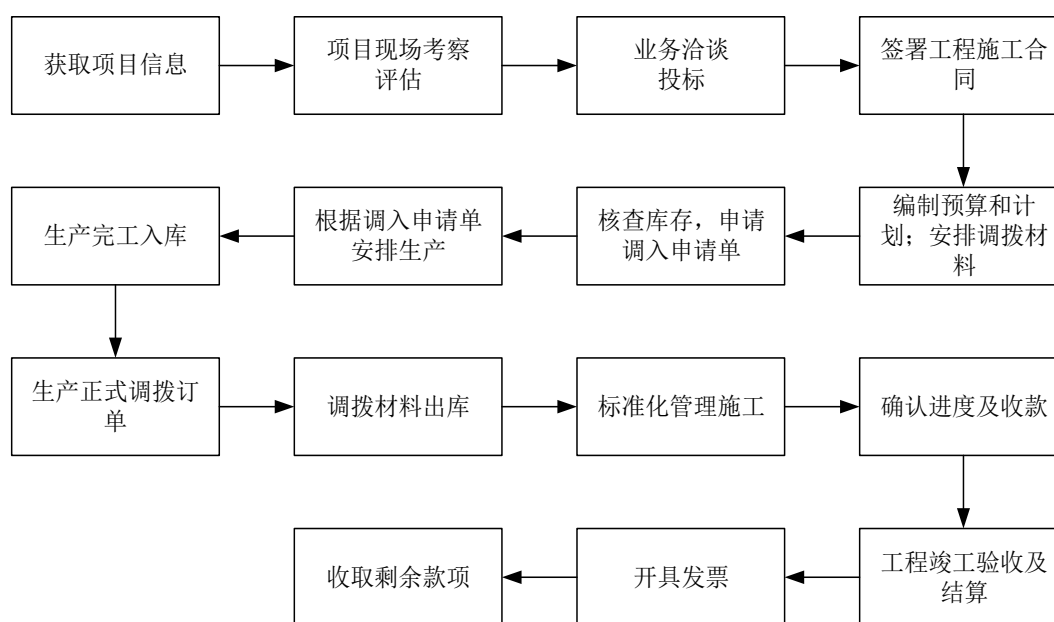 获取项目信息
项目现场考察
评估
业务洽谈
投标
签署工程施工合
同
生产完工入库
根据调入申请单
安排生产
核查库存，申请
调入申请单
编制预算和计
划；安排调拨材
料
生产正式调拨订
单
调拨材料出库
标准化管理施工
确认进度及收款
收取剩余款项
开具发票
工程竣工验收及
结算